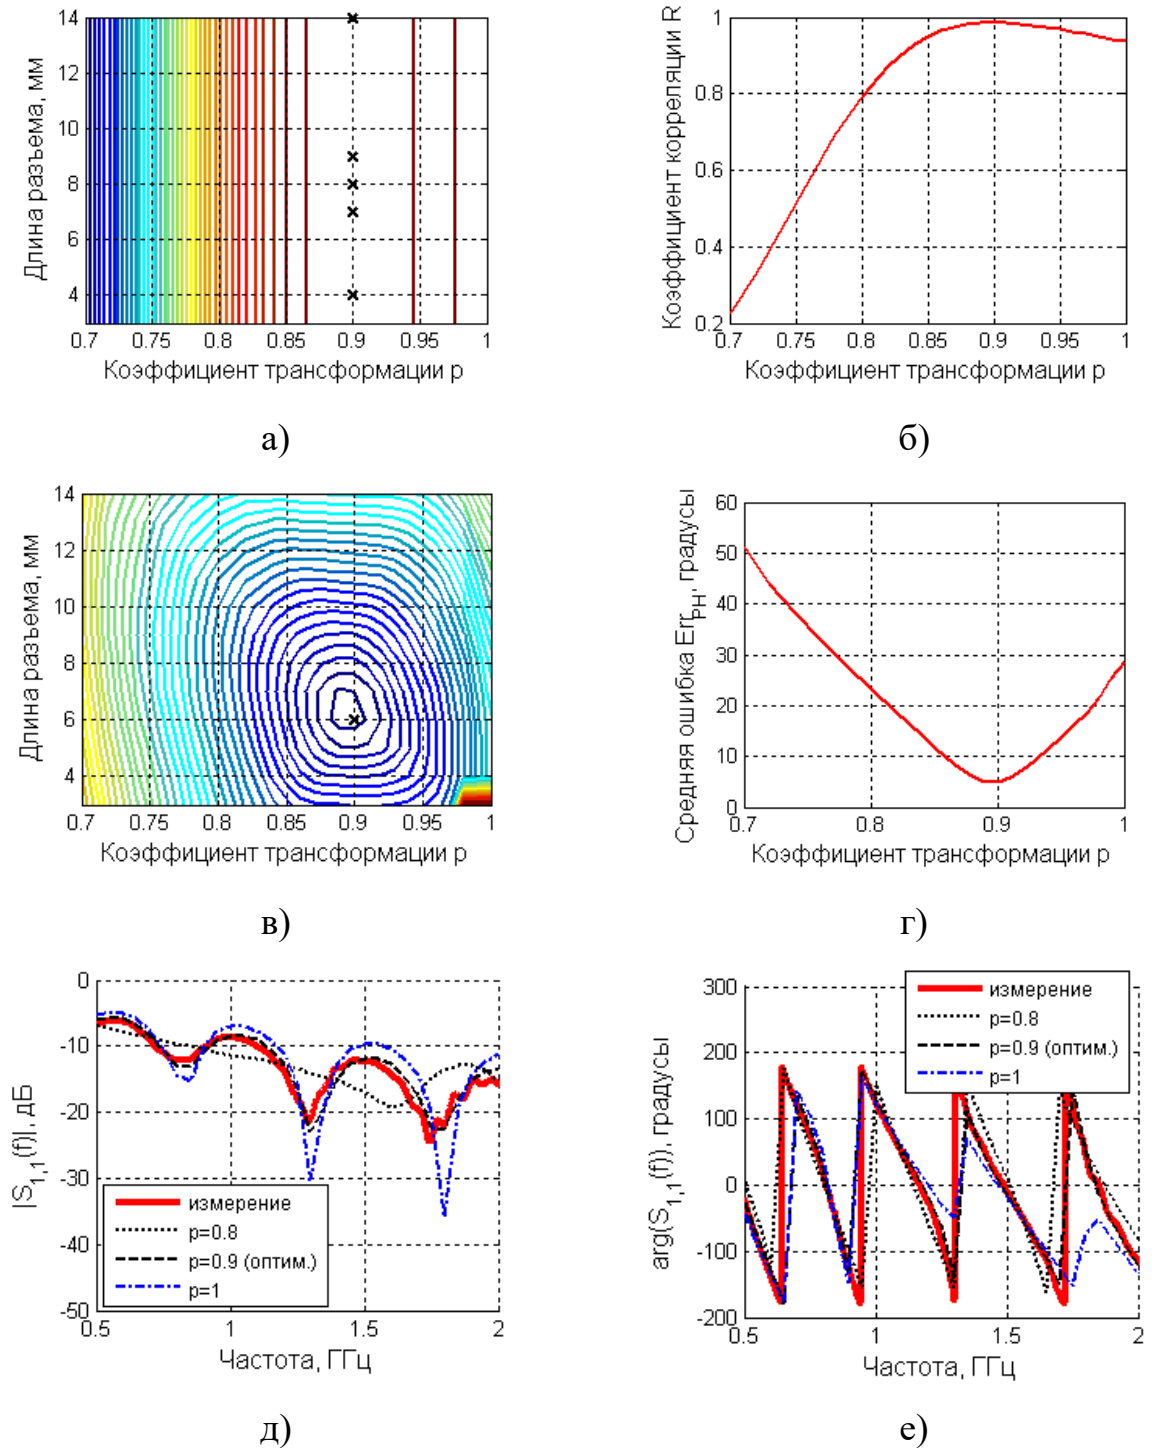 14
12
10
8
6
4
0.7 0.75 0.8 0.85 0.9 0.95 1
Длина разъема, мм
Коэффициент трансформации p
а)
1
0.8
0.6
0.4
0.2
0.7 0.75 0.8 0.85 0.9 0.95 1
Коэффициент корреляции R
Коэффициент трансформации p
б)
14
12
10
8
6
4
0.7 0.75 0.8 0.85 0.9 0.95 1
Длина разъема, мм
Коэффициент трансформации p
в)
60
50
40
30
20
10
0
0.7 0.8 0.9 1
Средняя ошибка Err_PH, градусы
Коэффициент трансформации p
г)
0
-10
-20
-30
-40
-50
0.5 1 1.5 2
|S_1,1(f)|, дБ
измерение
p=0.8
p=0.9 (оптим.)
p=1
Частота, ГГц
д)
300
200
100
0
-100
-200
0.5 1 1.5 2
arg(S_1,1(f)), градусы
измерение
p=0.8
p=0.9 (оптим.)
p=1
Частота, ГГц
е)